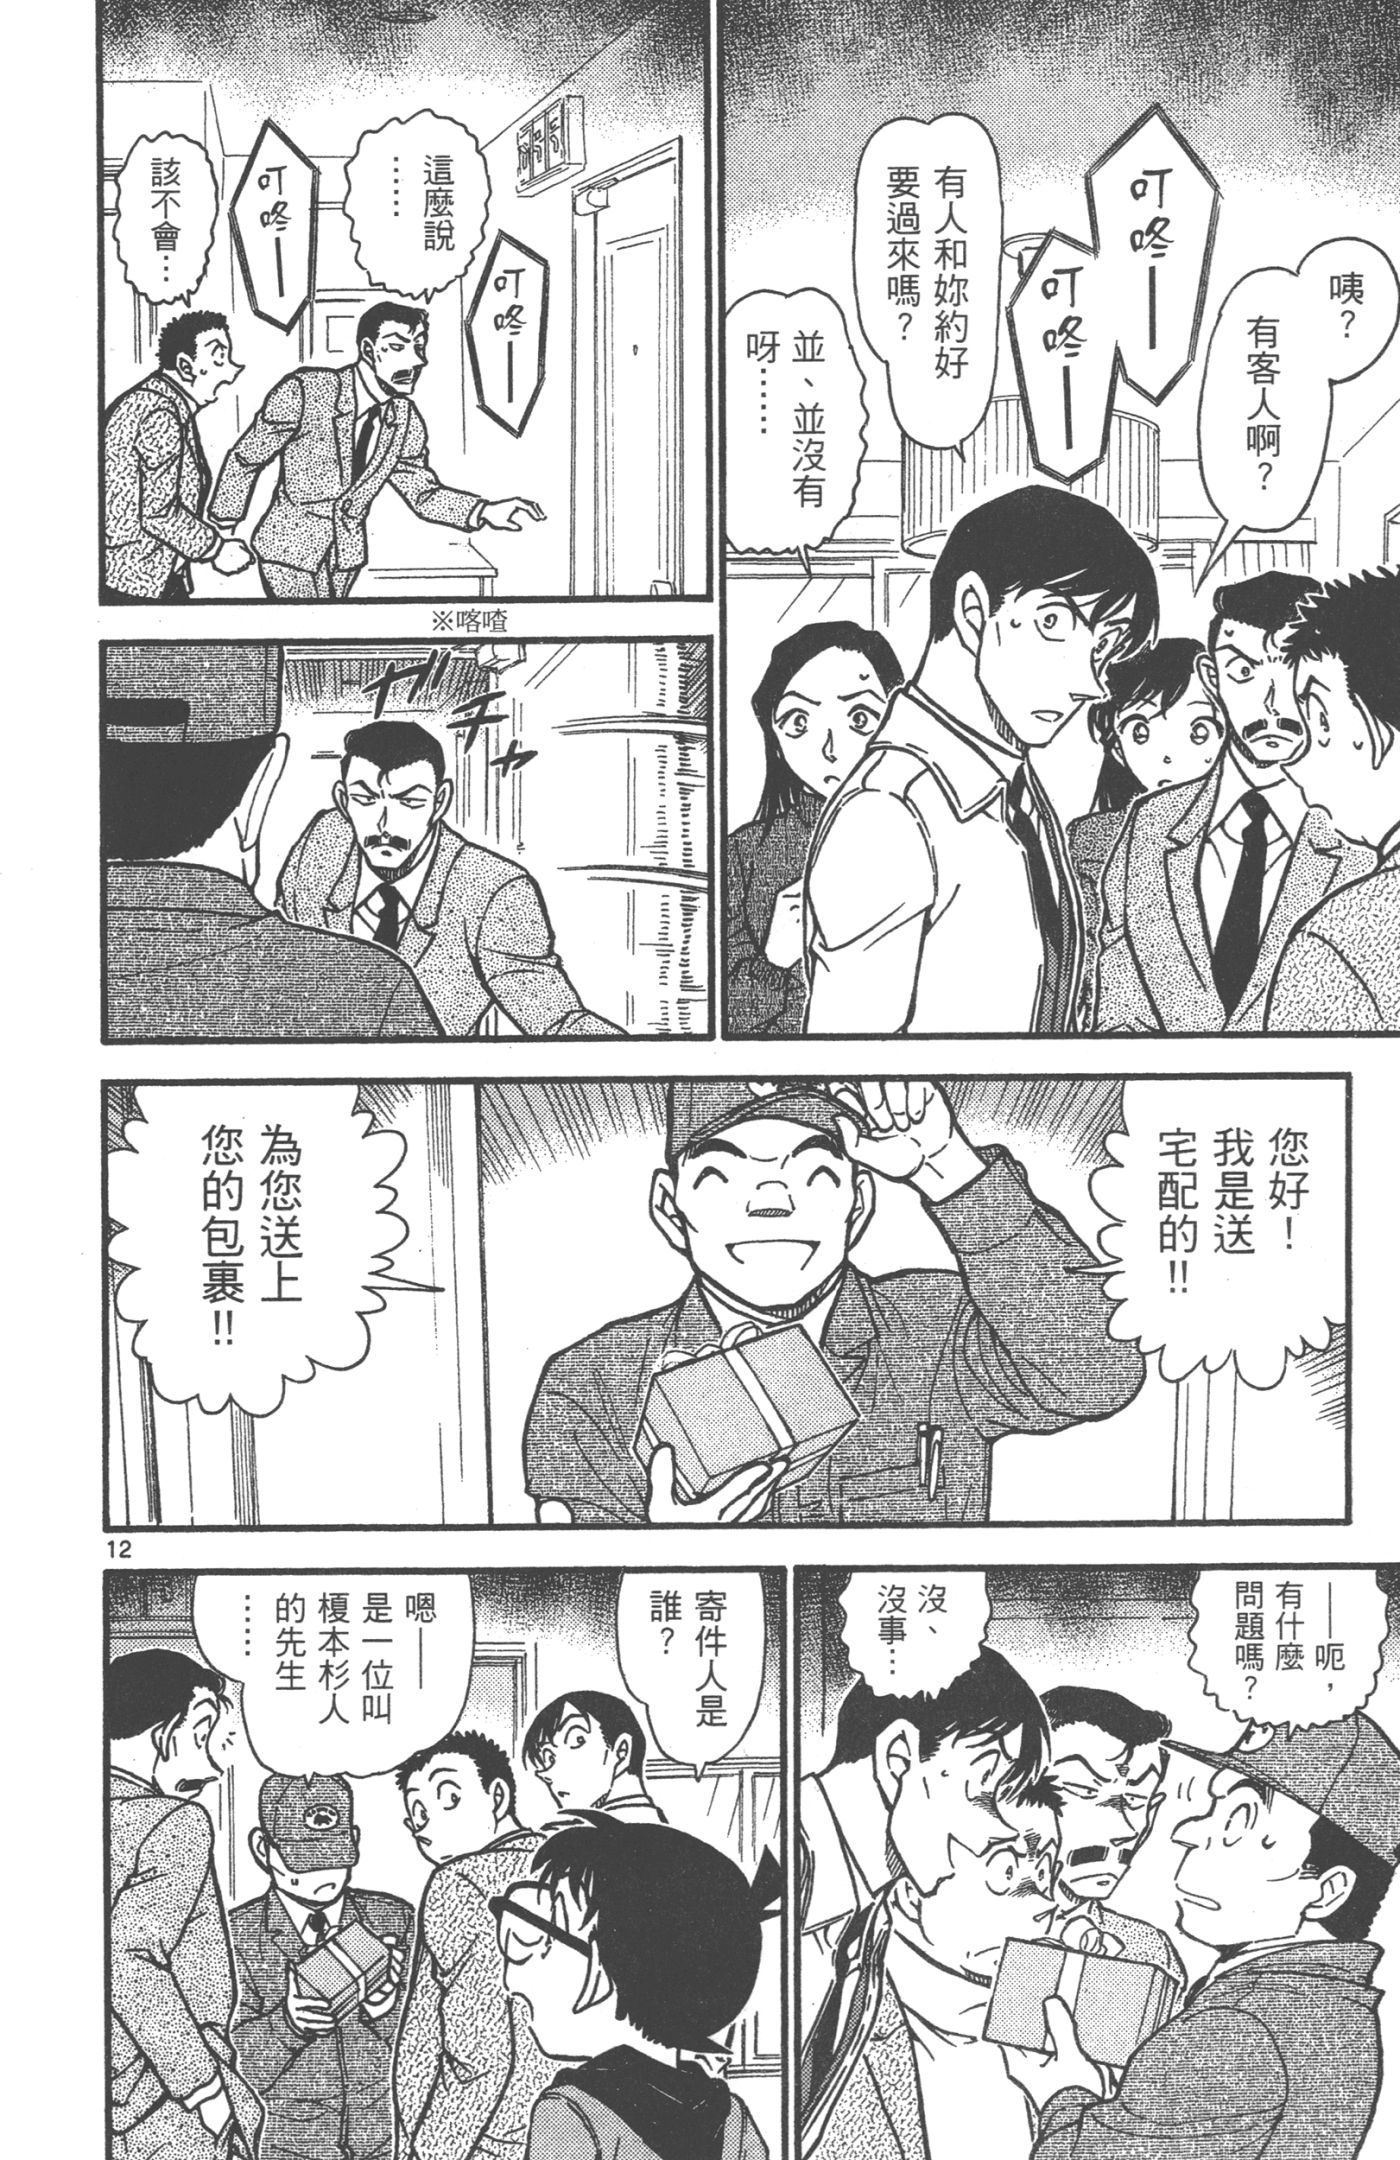 咦？
有客人啊？
叮咚——
叮咚——
有人和妳約好
要過來嗎？
並、並沒有
呀……
叮咚——
這麼說
……
叮咚——
該不會…
※喀喳
ガチャ
您好！
我是送
宅配的!!
為您送上
您的包裹!!
12
——呃，
有什麼
問題嗎？
沒、
沒事…
寄件人是
誰？
嗯——
是一位叫
榎本杉人
的先生
……